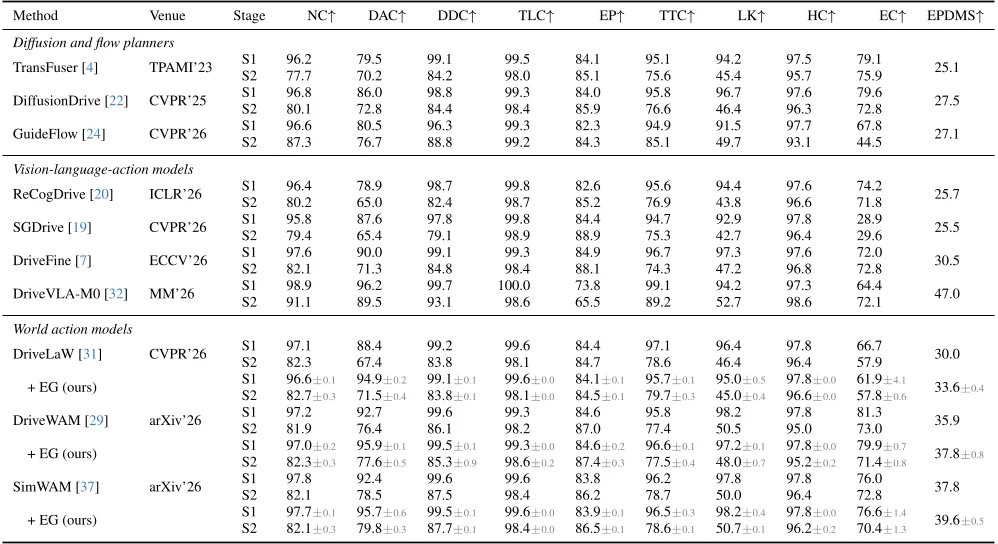 Method Venue Stage NC↑ DAC↑ DDC↑ TLC↑ EP↑ TTC↑ LK↑ HC↑ EC↑ EPDMS↑
Diffusion and flow planners
TransFuser [4] TPAMI'23 25.1
S1 96.2 79.5 99.1 99.5 84.1 95.1 94.2 97.5 79.1
S2 77.7 70.2 84.2 98.0 85.1 75.6 45.4 95.7 75.9
DiffusionDrive [22] CVPR'25 27.5
S1 96.8 86.0 98.8 99.3 84.0 95.8 96.7 97.6 79.6
S2 80.1 72.8 84.4 98.4 85.9 76.6 46.4 96.3 72.8
GuideFlow [24] CVPR'26 27.1
S1 96.6 80.5 96.3 99.3 82.3 94.9 91.5 97.7 67.8
S2 87.3 76.7 88.8 99.2 84.3 85.1 49.7 93.1 44.5
Vision-language-action models
ReCogDrive [20] ICLR'26 25.7
S1 96.4 78.9 98.7 99.8 82.6 95.6 94.4 97.6 74.2
S2 80.2 65.0 82.4 98.7 85.2 76.9 43.8 96.6 71.8
SGDrive [19] CVPR'26 25.5
S1 95.8 87.6 97.8 99.8 84.4 94.7 92.9 97.8 28.9
S2 79.4 65.4 79.1 98.9 88.9 75.3 42.7 96.4 29.6
DriveFine [7] ECCV'26 30.5
S1 97.6 90.0 99.1 99.3 84.9 96.7 97.3 97.6 72.0
S2 82.1 71.3 84.8 98.4 88.1 74.3 47.2 96.8 72.8
DriveVLA-M0 [32] MM'26 47.0
S1 98.9 96.2 99.7 100.0 73.8 99.1 94.2 97.3 64.4
S2 91.1 89.5 93.1 98.6 65.5 89.2 52.7 98.6 72.1
World action models
DriveLaW [31] CVPR'26 30.0
S1 97.1 88.4 99.2 99.6 84.4 97.1 96.4 97.8 66.7
S2 82.3 67.4 83.8 98.1 84.7 78.6 46.4 96.4 57.9
+ EG (ours) 33.6±0.4
S1 96.6±0.1 94.9±0.2 99.1±0.1 99.6±0.0 84.1±0.1 95.7±0.1 95.0±0.5 97.8±0.0 61.9±4.1
S2 82.7±0.3 71.5±0.4 83.8±0.1 98.1±0.0 84.5±0.1 79.7±0.3 45.0±0.4 96.6±0.0 57.8±0.6
DriveWAM [29] arXiv'26 35.9
S1 97.2 92.7 99.6 99.3 84.6 95.8 98.2 97.8 81.3
S2 81.9 76.4 86.1 98.2 87.0 77.4 50.5 95.0 73.0
+ EG (ours) 37.8±0.8
S1 97.0±0.2 95.9±0.1 99.5±0.1 99.3±0.0 84.6±0.2 96.6±0.1 97.2±0.1 97.8±0.0 79.9±0.7
S2 82.3±0.3 77.6±0.5 85.3±0.9 98.6±0.2 87.4±0.3 77.5±0.4 48.0±0.7 95.2±0.2 71.4±0.8
SimWAM [37] arXiv'26 37.8
S1 97.8 92.4 99.6 99.6 83.8 96.2 97.8 97.8 76.0
S2 82.1 78.5 87.5 98.4 86.2 78.7 50.0 96.4 72.8
+ EG (ours) 39.6±0.5
S1 97.7±0.1 95.7±0.6 99.5±0.1 99.6±0.0 83.9±0.1 96.5±0.3 98.2±0.4 97.8±0.0 76.6±1.4
S2 82.1±0.3 79.8±0.3 87.7±0.1 98.4±0.0 86.5±0.1 78.6±0.1 50.7±0.1 96.2±0.2 70.4±1.3